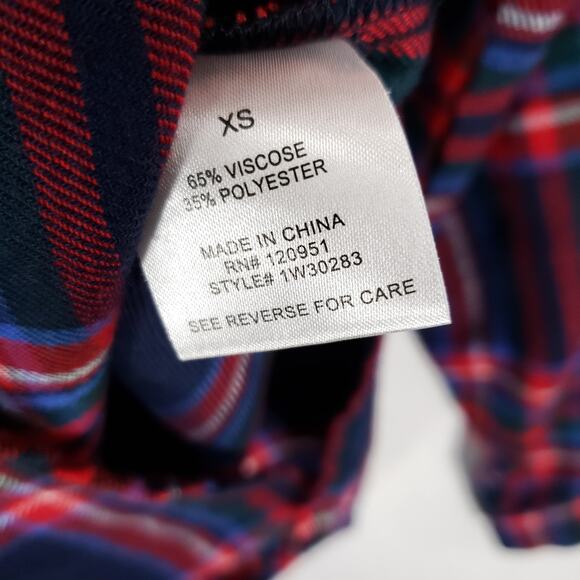 XS
65% VISCOSE
35% POLYESTER
MADE IN CHINA
RN# 120951
STYLE# 1W30283
SEE REVERSE FOR CARE